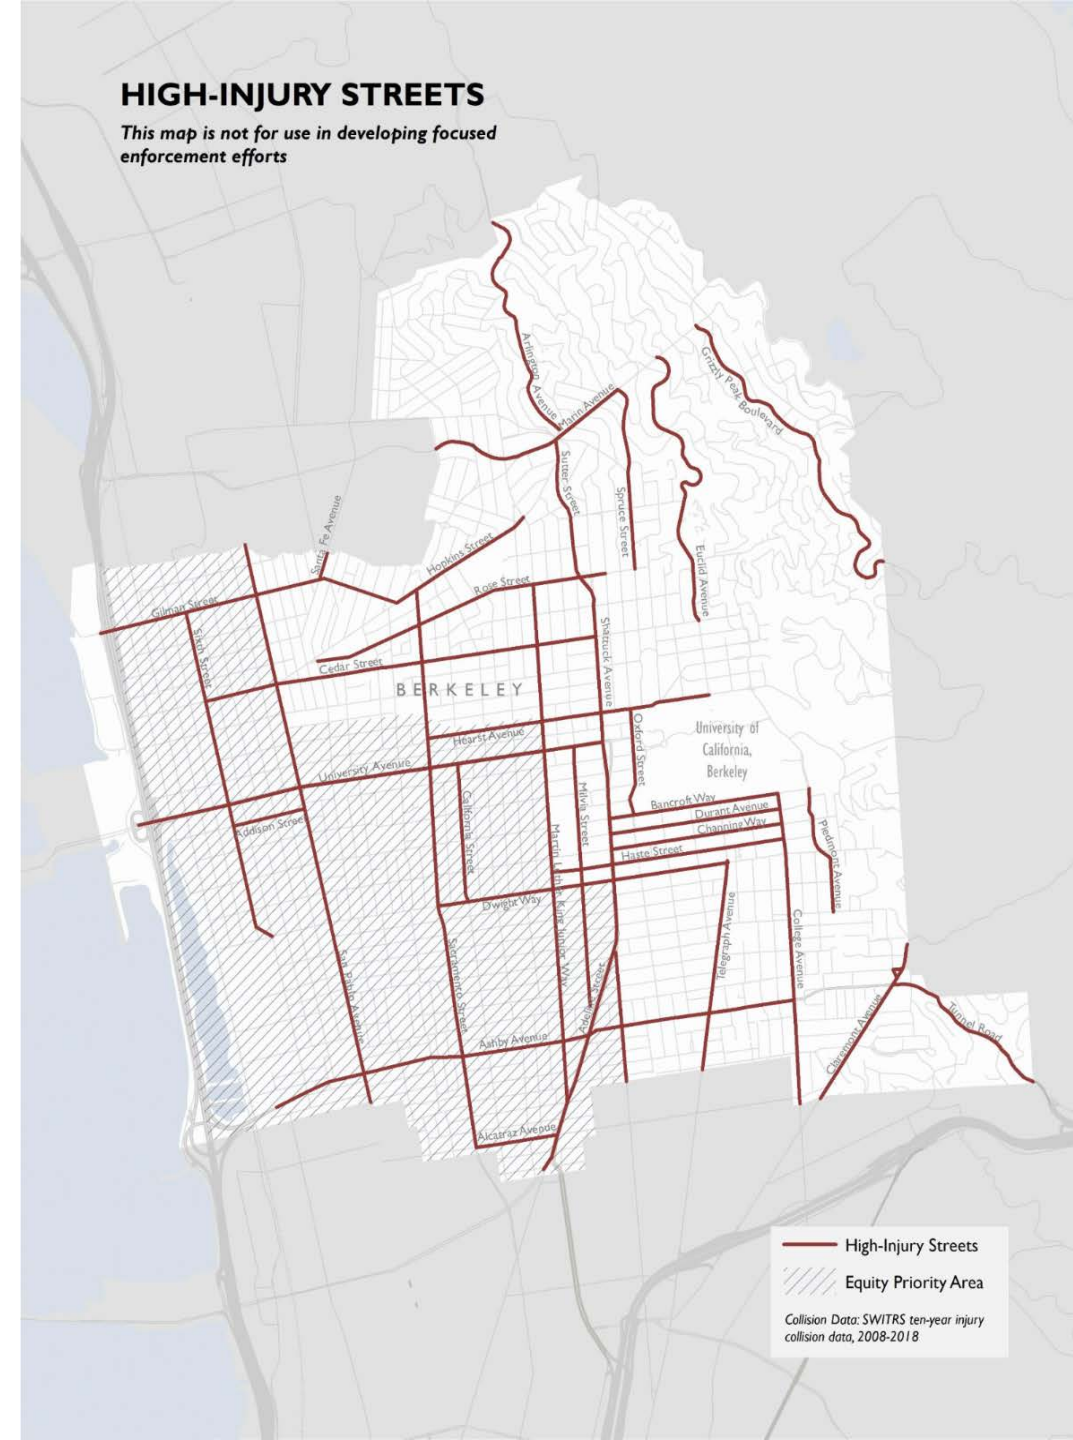 HIGH-INJURY STREETS
This map is not for use in developing focused
enforcement efforts
Arlington Avenue
Marin Avenue
Grizzly Peak Boulevard
Sutter Street
Spruce Street
Santa Fe Avenue
Hopkins Street
Euclid Avenue
Rose Street
Gilman Street
Sixth Street
Shattuck Avenue
Cedar Street
BERKELEY
Oxford Street
University of
California,
Berkeley
Hearst Avenue
University Avenue
California Street
Milvia Street
Bancroft Way
Durant Avenue
Channing Way
Piedmont Avenue
Addison Street
Martin Luther King Junior Way
Haste Street
Dwight Way
Telegraph Avenue
College Avenue
Sacramento Street
San Pablo Avenue
Adeline Street
Claremont Avenue
Tunnel Road
Ashby Avenue
Alcatraz Avenue
High-Injury Streets
Equity Priority Area
Collision Data: SWITRS ten-year injury
collision data, 2008-2018